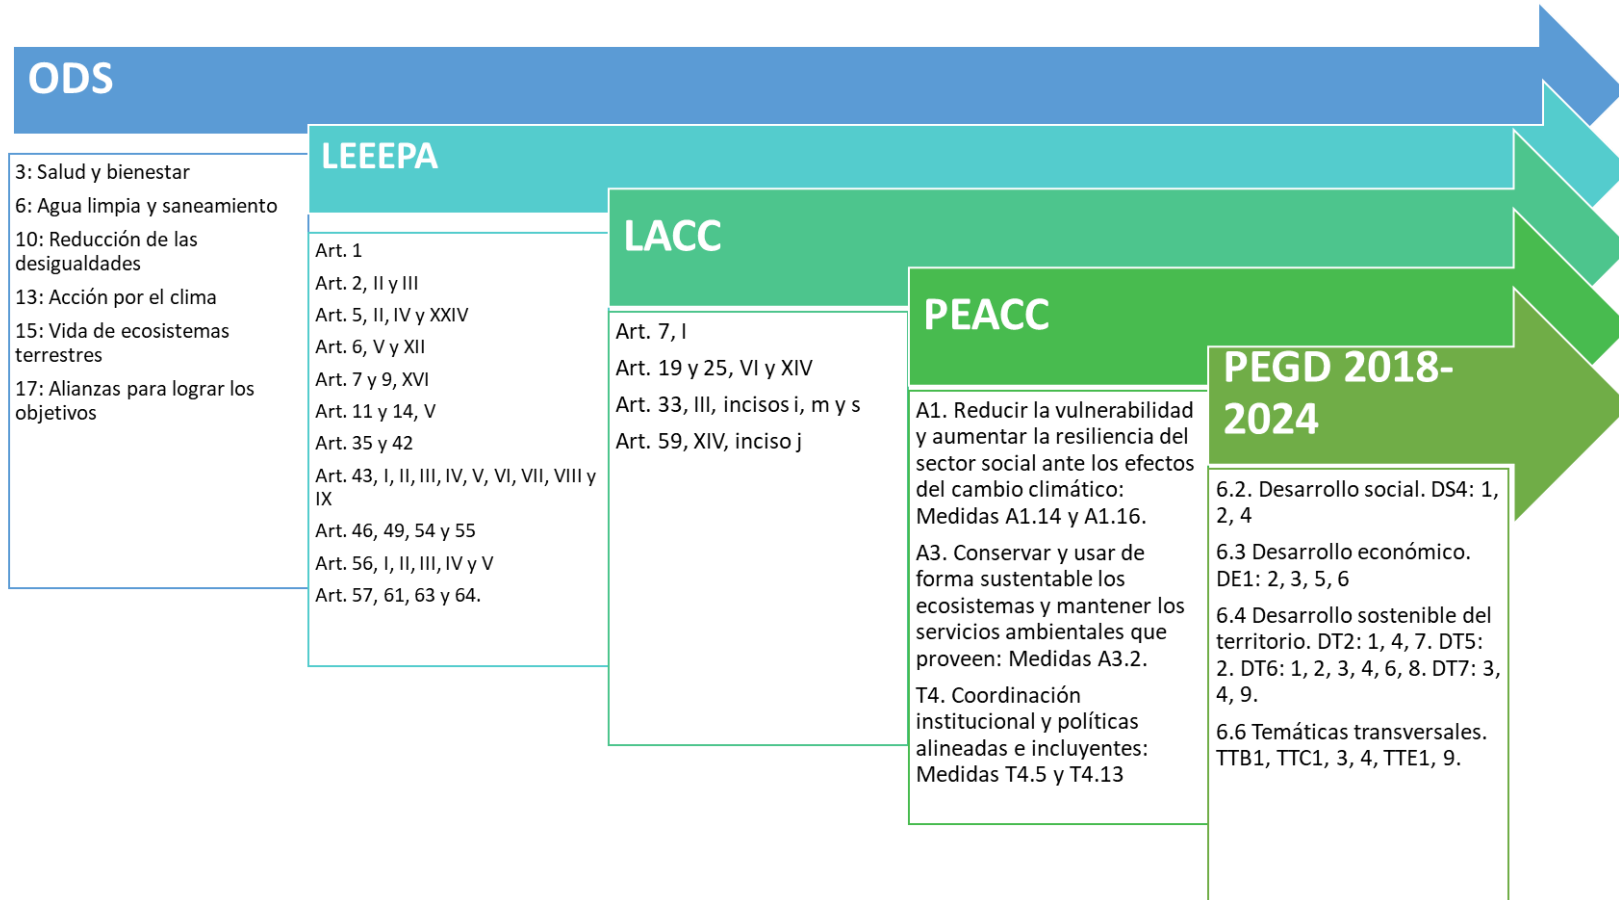 ODS
3: Salud y bienestar
6: Agua limpia y saneamiento
10: Reducción de las
desigualdades
13: Acción por el clima
15: Vida de ecosistemas
terrestres
17: Alianzas para lograr los
objetivos
LEEEPA
Art. 1
Art. 2, II y III
Art. 5, II, IV y XXIV
Art. 6, V y XII
Art. 7 y 9, XVI
Art. 11 y 14, V
Art. 35 y 42
Art. 43, I, II, III, IV, V, VI, VII, VIII y
IX
Art. 46, 49, 54 y 55
Art. 56, I, II, III, IV y V
Art. 57, 61, 63 y 64.
LACC
Art. 7, I
Art. 19 y 25, VI y XIV
Art. 33, III, incisos i, m y s
Art. 59, XIV, inciso j
PEACC
A1. Reducir la vulnerabilidad
y aumentar la resiliencia del
sector social ante los efectos
del cambio climático:
Medidas A1.14 y A1.16.
A3. Conservar y usar de
forma sustentable los
ecosistemas y mantener los
servicios ambientales que
proveen: Medidas A3.2.
T4. Coordinación
institucional y políticas
alineadas e incluyentes:
Medidas T4.5 y T4.13
PEGD 2018-
2024
6.2. Desarrollo social. DS4: 1,
2, 4
6.3 Desarrollo económico.
DE1: 2, 3, 5, 6
6.4 Desarrollo sostenible del
territorio. DT2: 1, 4, 7. DT5:
2. DT6: 1, 2, 3, 4, 6, 8. DT7: 3,
4, 9.
6.6 Temáticas transversales.
TTB1, TTC1, 3, 4, TTE1, 9.